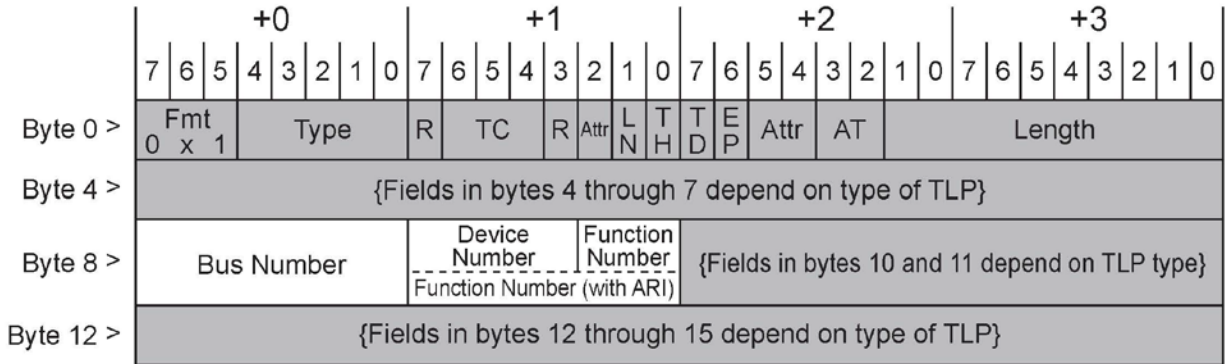 +0 +1 +2 +3
7 6 5 4 3 2 1 0 7 6 5 4 3 2 1 0 7 6 5 4 3 2 1 0 7 6 5 4 3 2 1 0
Byte 0 > Fmt 0 x 1 Type R TC R Attr LN TH TD EP Attr AT Length
Byte 4 > {Fields in bytes 4 through 7 depend on type of TLP}
Byte 8 > Bus Number Device Number Function Number {Fields in bytes 10 and 11 depend on TLP type}
Function Number (with ARI)
Byte 12 > {Fields in bytes 12 through 15 depend on type of TLP}